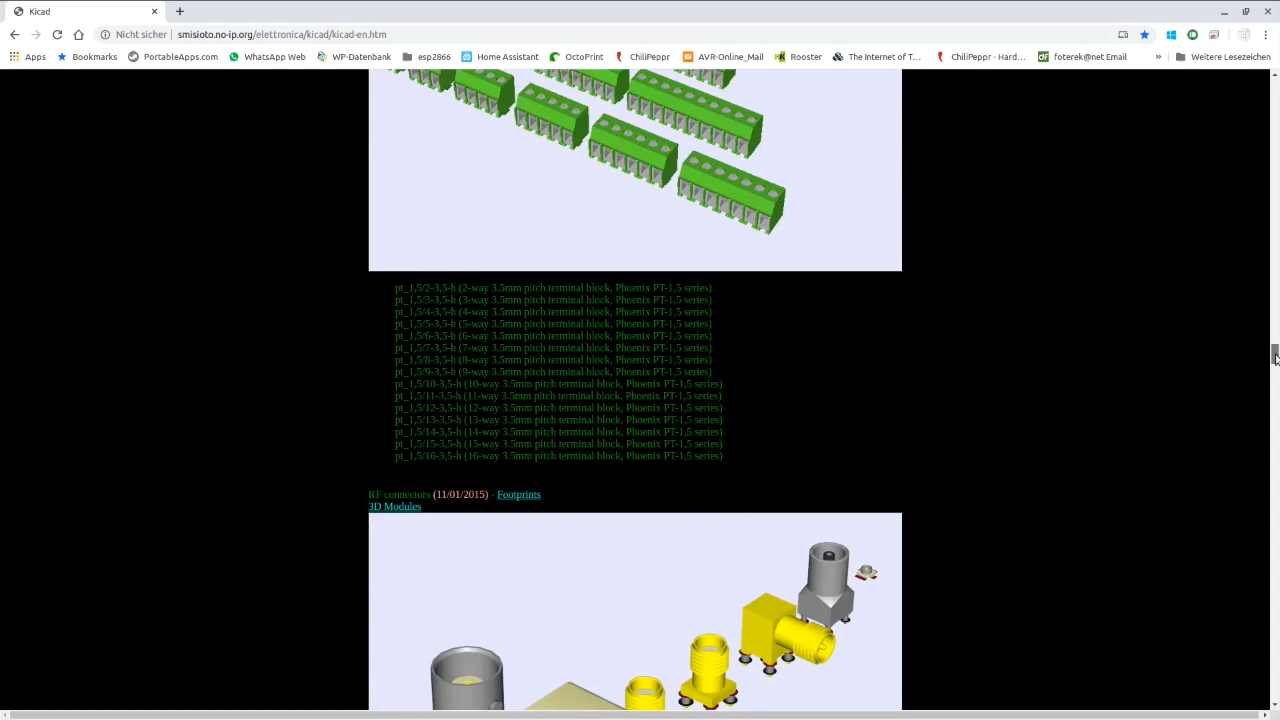 Kicad
Nicht sicher smisioto.no-ip.org/elettronica/kicad/kicad-en.htm
Apps Bookmarks PortableApps.com WhatsApp Web WP-Datenbank esp2866 Home Assistant OctoPrint ChiliPeppr AVR-Online_Mail Rooster The Internet of T... ChiliPeppr - Hard... foterek@net Email » Weitere Lesezeichen
pt_1,5/2-3,5-h (2-way 3.5mm pitch terminal block, Phoenix PT-1,5 series)
pt_1,5/3-3,5-h (3-way 3.5mm pitch terminal block, Phoenix PT-1,5 series)
pt_1,5/4-3,5-h (4-way 3.5mm pitch terminal block, Phoenix PT-1,5 series)
pt_1,5/5-3,5-h (5-way 3.5mm pitch terminal block, Phoenix PT-1,5 series)
pt_1,5/6-3,5-h (6-way 3.5mm pitch terminal block, Phoenix PT-1,5 series)
pt_1,5/7-3,5-h (7-way 3.5mm pitch terminal block, Phoenix PT-1,5 series)
pt_1,5/8-3,5-h (8-way 3.5mm pitch terminal block, Phoenix PT-1,5 series)
pt_1,5/9-3,5-h (9-way 3.5mm pitch terminal block, Phoenix PT-1,5 series)
pt_1,5/10-3,5-h (10-way 3.5mm pitch terminal block, Phoenix PT-1,5 series)
pt_1,5/11-3,5-h (11-way 3.5mm pitch terminal block, Phoenix PT-1,5 series)
pt_1,5/12-3,5-h (12-way 3.5mm pitch terminal block, Phoenix PT-1,5 series)
pt_1,5/13-3,5-h (13-way 3.5mm pitch terminal block, Phoenix PT-1,5 series)
pt_1,5/14-3,5-h (14-way 3.5mm pitch terminal block, Phoenix PT-1,5 series)
pt_1,5/15-3,5-h (15-way 3.5mm pitch terminal block, Phoenix PT-1,5 series)
pt_1,5/16-3,5-h (16-way 3.5mm pitch terminal block, Phoenix PT-1,5 series)
RF connectors (11/01/2015) - Footprints
3D Modules